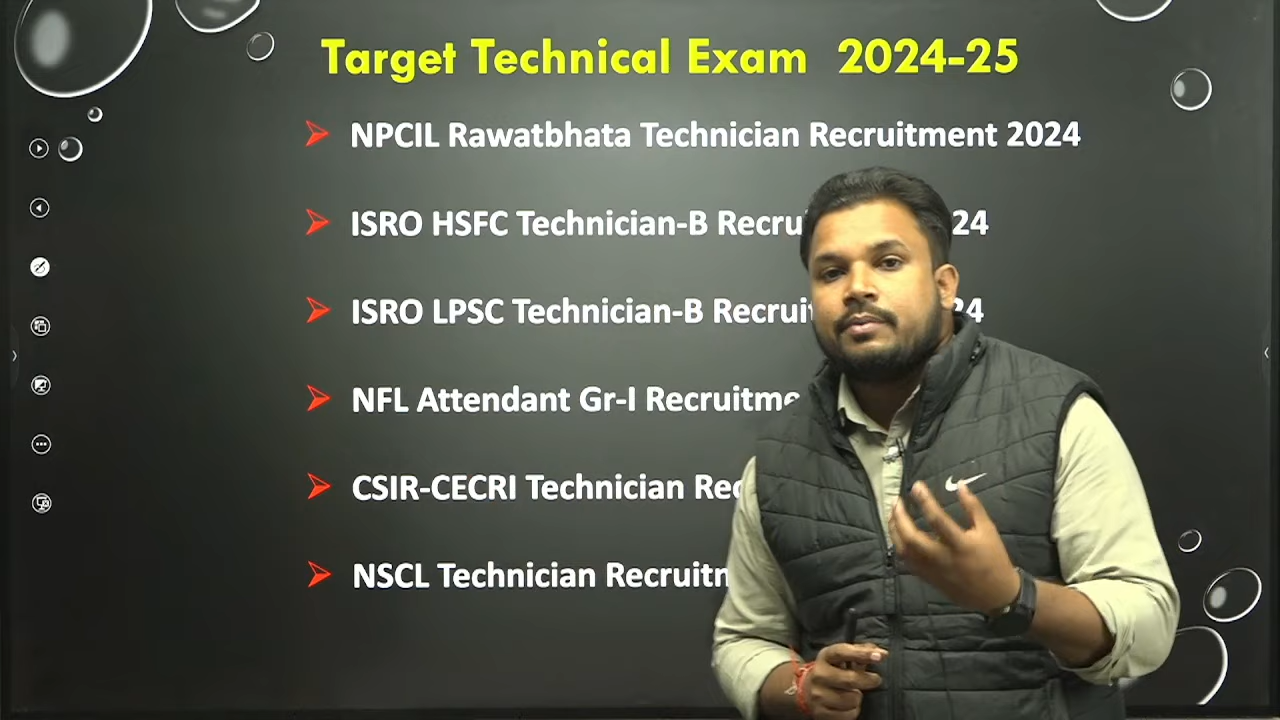 Target Technical Exam 2024-25
NPCIL Rawatbhata Technician Recruitment 2024
ISRO HSFC Technician-B Recru 24
ISRO LPSC Technician-B Recruit 24
NFL Attendant Gr-I Recruitme
CSIR-CECRI Technician Rec
NSCL Technician Recruitn